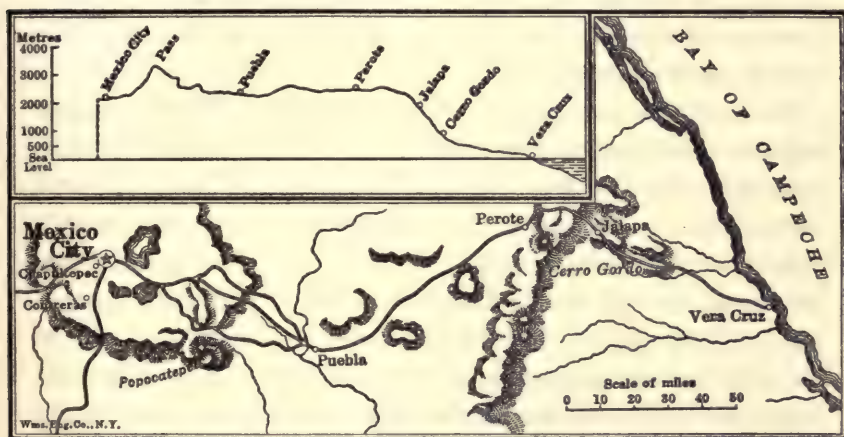 Metres
4000
3000
2000
1000
500
Sea
Level
Mexico City
Pass
Puebla
Perote
Jalapa
Cerro Gordo
Vera Cruz
BAY OF CAMPECHE
Mexico
City
Chapultepec
Contreras
Popocatepetl
Puebla
Perote
Jalapa
Cerro Gordo
Vera Cruz
Scale of miles
0 10 20 30 40 50
Wms. Eng. Co., N.Y.